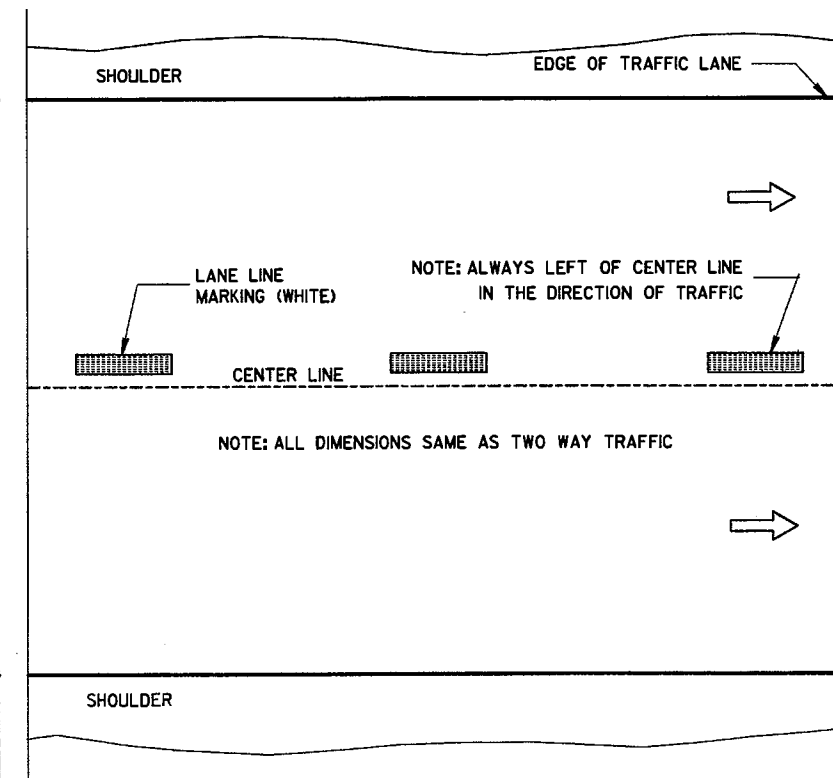 SHOULDER
EDGE OF TRAFFIC LANE
LANE LINE
MARKING (WHITE)
NOTE: ALWAYS LEFT OF CENTER LINE
IN THE DIRECTION OF TRAFFIC
CENTER LINE
NOTE: ALL DIMENSIONS SAME AS TWO WAY TRAFFIC
SHOULDER